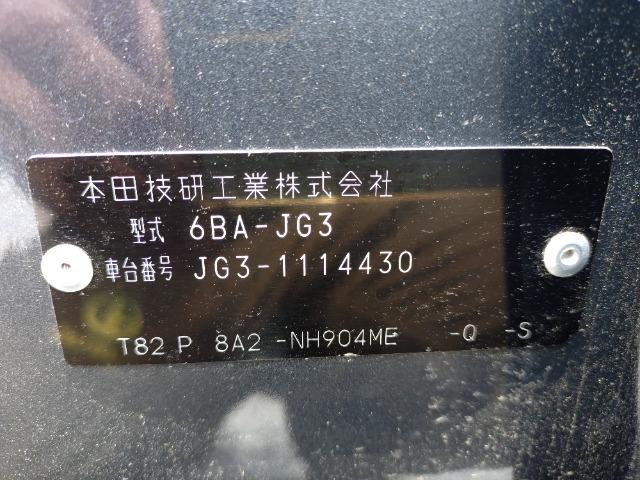 本田技研工業株式会社
型式 6BA-JG3
車台番号 JG3-1114430
T82 P 8A2 -NH904ME -Q -S